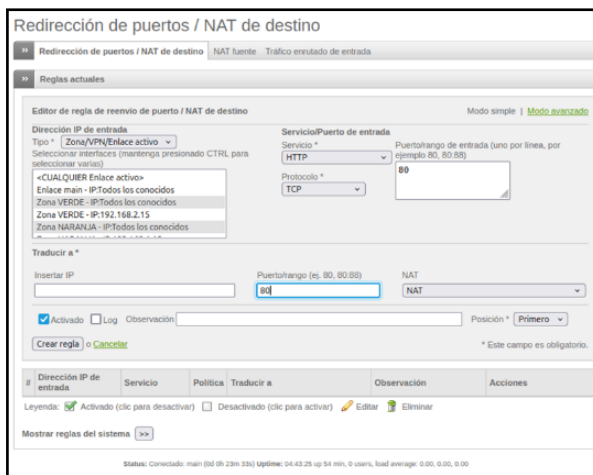 Redirección de puertos / NAT de destino
>> Redirección de puertos / NAT de destino NAT fuente Tráfico enrutado de entrada
>> Reglas actuales
Editor de regla de reenvio de puerto / NAT de destino Modo simple | Modo avanzado
Dirección IP de entrada
Tipo * Zona/VPN/Enlace activo
Seleccionar interfaces (mantenga presionado CTRL para
seleccionar varias)
<CUALQUIER Enlace activo>
Enlace main - IP:Todos los conocidos
Zona VERDE - IP:Todos los conocidos
Zona VERDE - IP:192.168.2.15
Zona NARANJA - IP:Todos los conocidos
Servicio/Puerto de entrada
Servicio *
HTTP
Protocolo *
TCP
Puerto/rango de entrada (uno por línea, por
ejemplo 80, 80:88)
80
Traducir a *
Insertar IP Puerto/rango (ej. 80, 80:88) NAT
80 NAT
Activado Log Observación Posición * Primero
Crear regla o Cancelar * Este campo es obligatorio.
# Dirección IP de entrada Servicio Política Traducir a Observación Acciones
Leyenda: Activado (clic para desactivar) Desactivado (clic para activar) Editar Eliminar
Mostrar reglas del sistema >>
Status: Conectado: main (0d 0h 23m 33s) Uptime: 04:43:25 up 54 min, 0 users, load average: 0.00, 0.00, 0.00